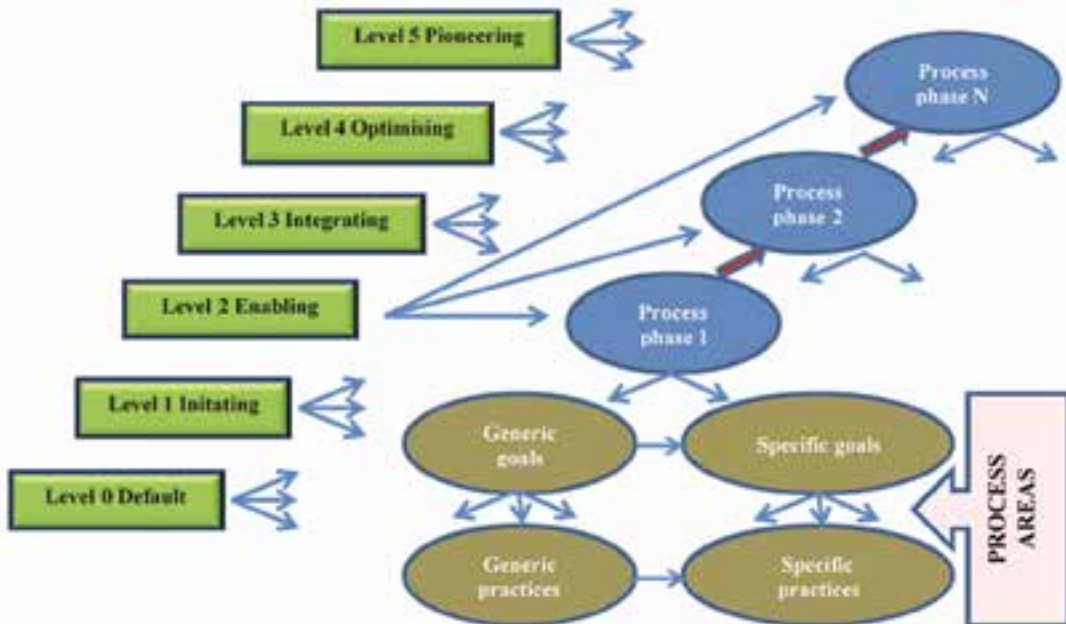 Level 5 Pioneering
Process
phase N
Level 4 Optimising
Process
phase 2
Level 3 Integrating
Level 2 Enabling
Process
phase 1
Level 1 Initating
Generic
goals
Specific goals
Level 0 Default
PROCESS
AREAS
Generic
practices
Specific
practices